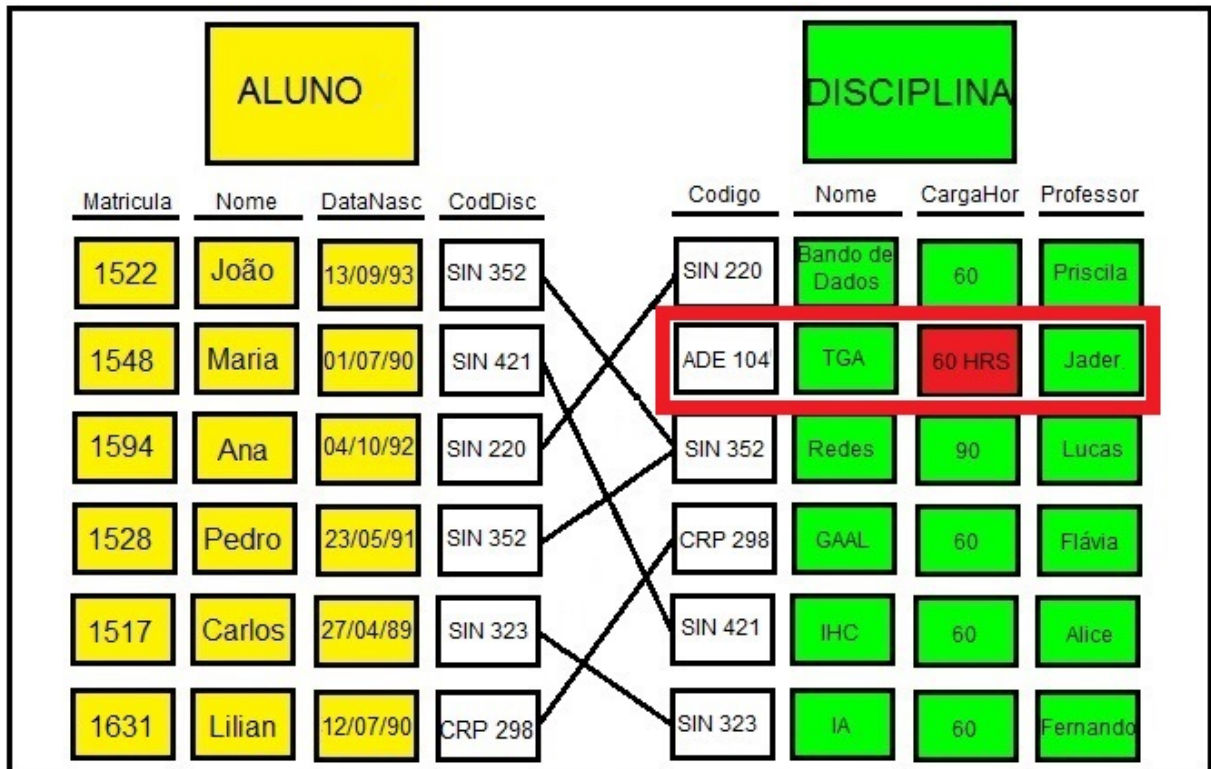 ALUNO
DISCIPLINA
Matricula Nome DataNasc CodDisc
1522 João 13/09/93 SIN 352
1548 Maria 01/07/90 SIN 421
1594 Ana 04/10/92 SIN 220
1528 Pedro 23/05/91 SIN 352
1517 Carlos 27/04/89 SIN 323
1631 Lilian 12/07/90 CRP 298
Codigo Nome CargaHor Professor
SIN 220 Bando de
Dados 60 Priscila
ADE 104 TGA 60 HRS Jader.
SIN 352 Redes 90 Lucas
CRP 298 GAAL 60 Flávia
SIN 421 IHC 60 Alice
SIN 323 IA 60 Fernando